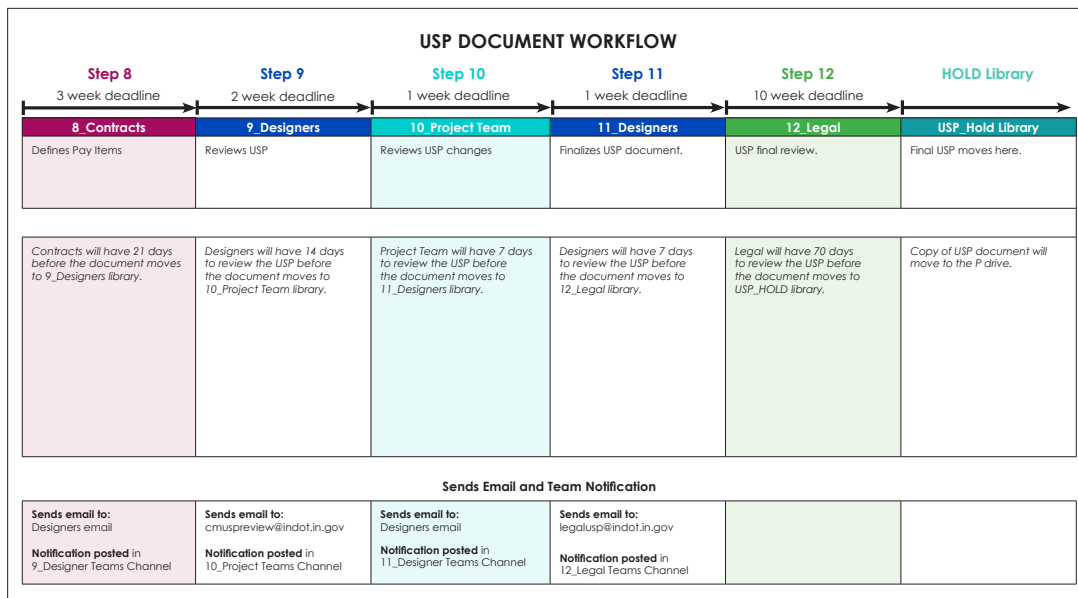 USP DOCUMENT WORKFLOW
Step 8
Step 9
Step 10
Step 11
Step 12
HOLD Library
3 week deadline
2 week deadline
1 week deadline
1 week deadline
10 week deadline
8_Contracts
9_Designers
10_Project Team
11_Designers
12_Legal
USP_Hold Library
Defines Pay Items
Reviews USP
Reviews USP changes
Finalizes USP document.
USP final review.
Final USP moves here.
Contracts will have 21 days
before the document moves
to 9_Designers library.
Designers will have 14 days
to review the USP before
the document moves to
10_Project Team library.
Project Team will have 7 days
to review the USP before
the document moves to
11_Designers library.
Designers will have 7 days
to review the USP before
the document moves to
12_Legal library.
Legal will have 70 days
to review the USP before
the document moves to
USP_HOLD library.
Copy of USP document will
move to the P drive.
Sends Email and Team Notification
Sends email to:
Designers email
Notification posted in
9_Designer Teams Channel
Sends email to:
cmuspreview@indot.in.gov
Notification posted in
10_Project Teams Channel
Sends email to:
Designers email
Notification posted in
11_Designer Teams Channel
Sends email to:
legalusp@indot.in.gov
Notification posted in
12_Legal Teams Channel